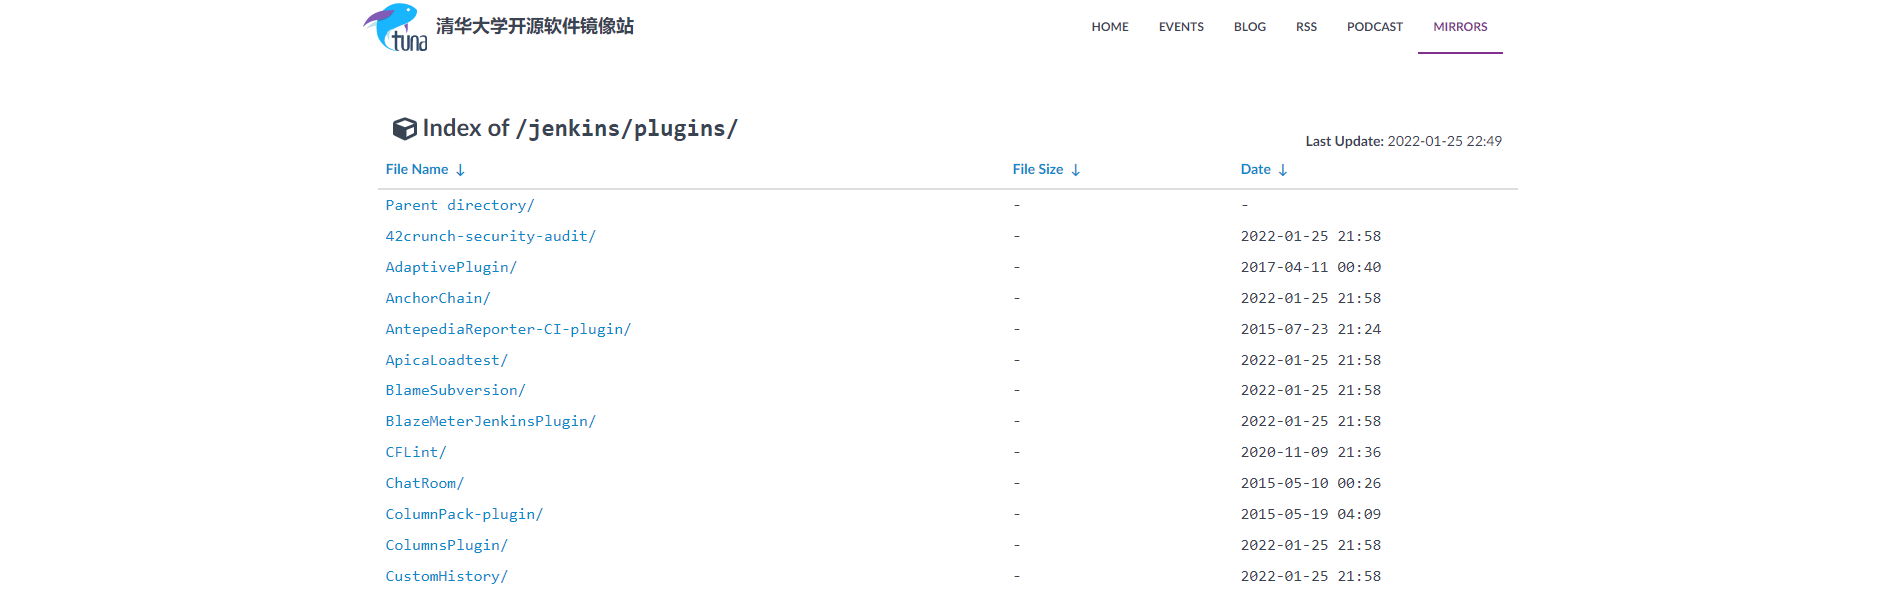 tuna 清华大学开源软件镜像站 HOME EVENTS BLOG RSS PODCAST MIRRORS
Index of /jenkins/plugins/
Last Update: 2022-01-25 22:49
File Name ↓ File Size ↓ Date ↓
Parent directory/ - -
42crunch-security-audit/ - 2022-01-25 21:58
AdaptivePlugin/ - 2017-04-11 00:40
AnchorChain/ - 2022-01-25 21:58
AntepediaReporter-CI-plugin/ - 2015-07-23 21:24
ApicaLoadtest/ - 2022-01-25 21:58
BlameSubversion/ - 2022-01-25 21:58
BlazeMeterJenkinsPlugin/ - 2022-01-25 21:58
CFLint/ - 2020-11-09 21:36
ChatRoom/ - 2015-05-10 00:26
ColumnPack-plugin/ - 2015-05-19 04:09
ColumnsPlugin/ - 2022-01-25 21:58
CustomHistory/ - 2022-01-25 21:58